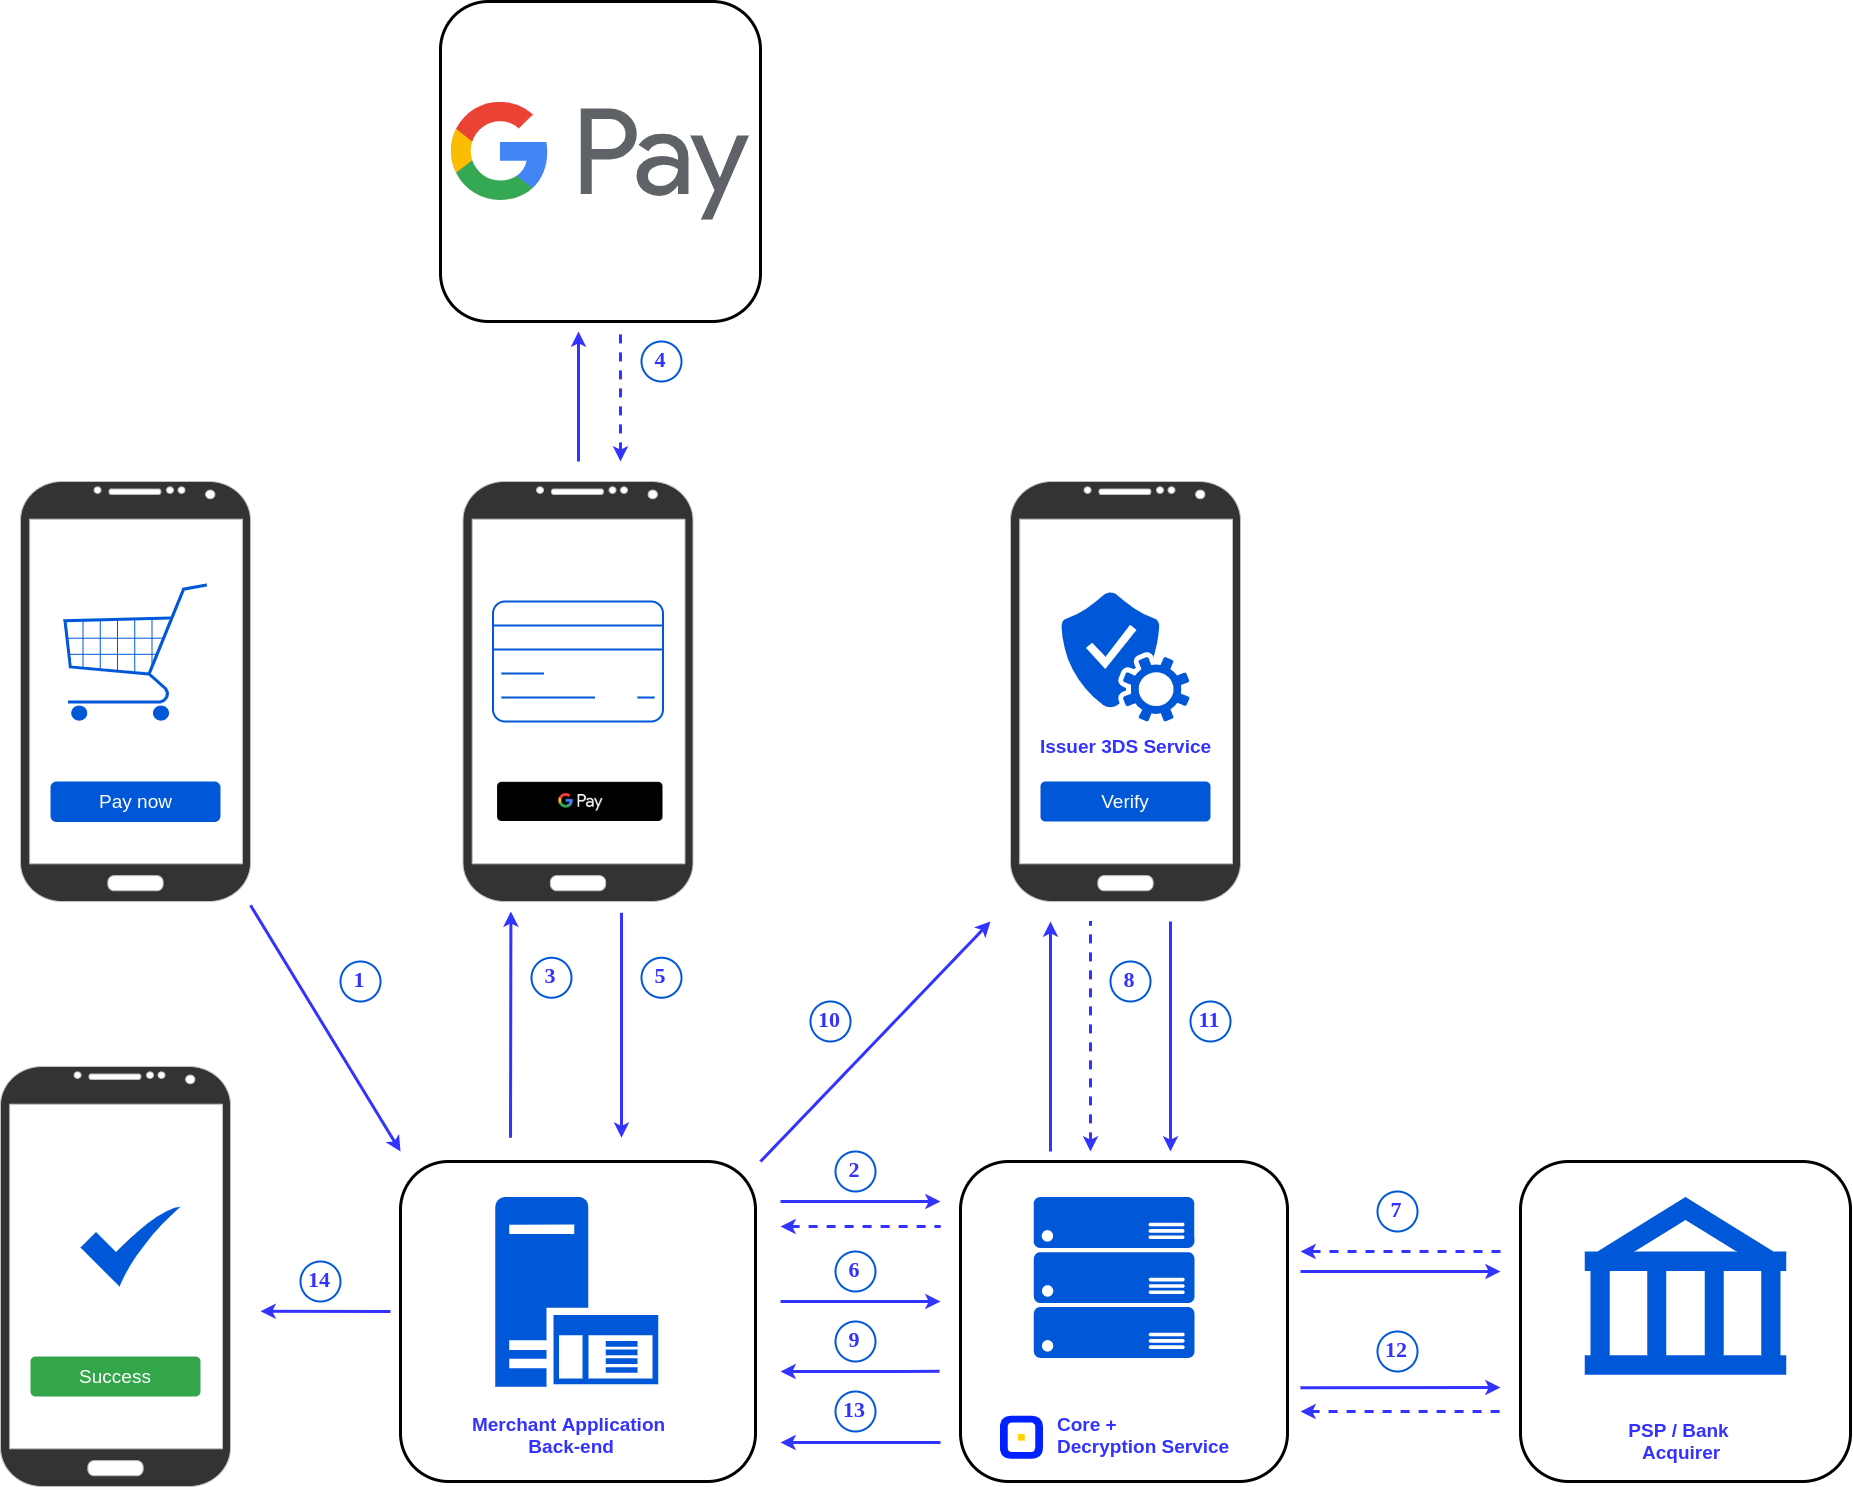 G Pay
4
Pay now
G Pay
Issuer 3DS Service
Verify
1
3
5
10
8
11
2
7
6
14
9
12
13
Success
Merchant Application
Back-end
Core +
Decryption Service
PSP / Bank
Acquirer